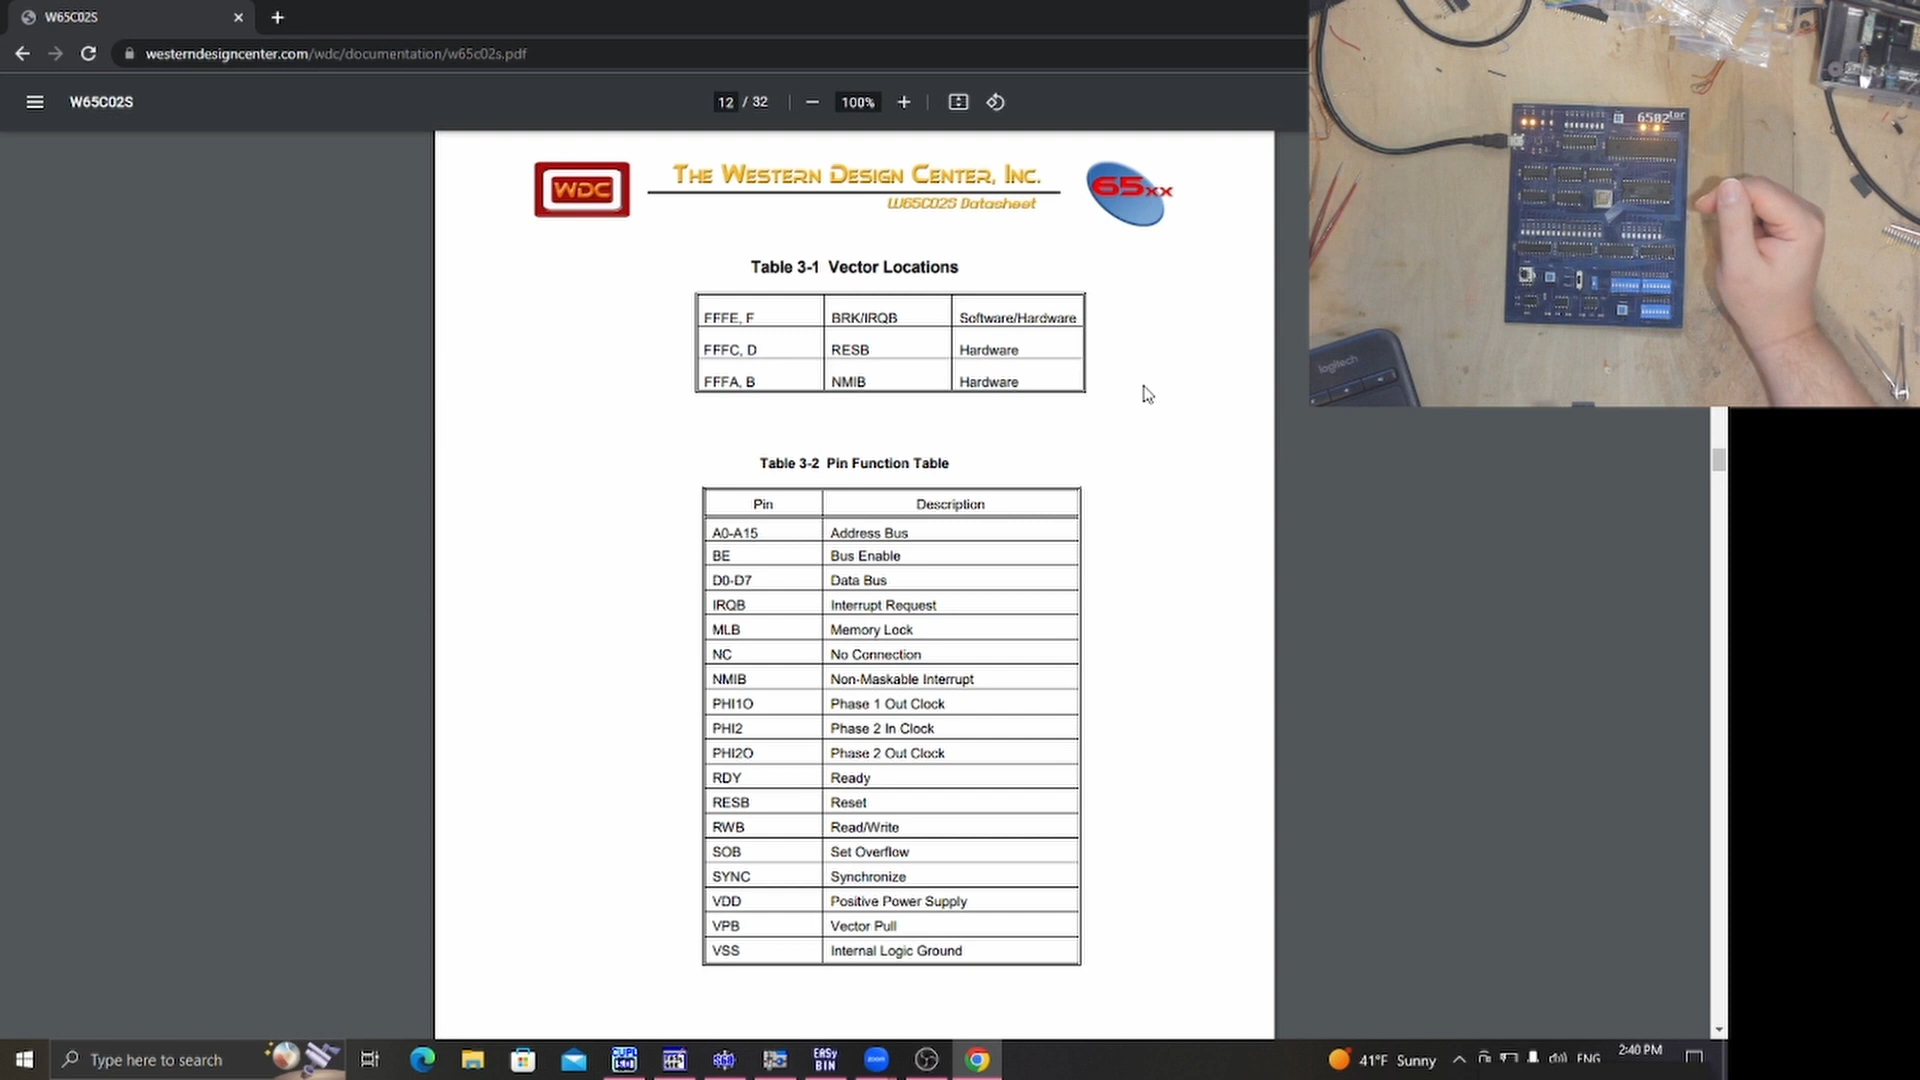 W65C02S
westerndesigncenter.com/wdc/documentation/w65c02s.pdf
W65C02S
12 / 32
100%
WDC
THE WESTERN DESIGN CENTER, INC.
W65C02S Datasheet
65xx
Table 3-1 Vector Locations
FFFE, F BRK/IRQB Software/Hardware
FFFC, D RESB Hardware
FFFA, B NMIB Hardware
Table 3-2 Pin Function Table
Pin Description
A0-A15 Address Bus
BE Bus Enable
D0-D7 Data Bus
IRQB Interrupt Request
MLB Memory Lock
NC No Connection
NMIB Non-Maskable Interrupt
PHI1O Phase 1 Out Clock
PHI2 Phase 2 In Clock
PHI2O Phase 2 Out Clock
RDY Ready
RESB Reset
RWB Read/Write
SOB Set Overflow
SYNC Synchronize
VDD Positive Power Supply
VPB Vector Pull
VSS Internal Logic Ground
6502tor
logitech
Type here to search
CUPL
EASy
BIN
zoom
41°F Sunny
ENG
2:40 PM